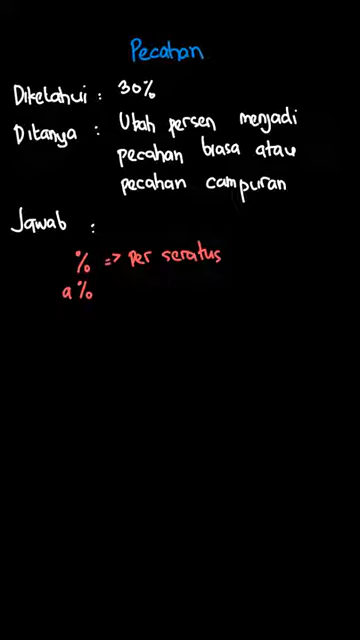 Pecahan
Diketahui : 30%
Ditanya : Ubah persen menjadi
pecahan biasa atau
pecahan campuran
Jawab :
% => per seratus
a%